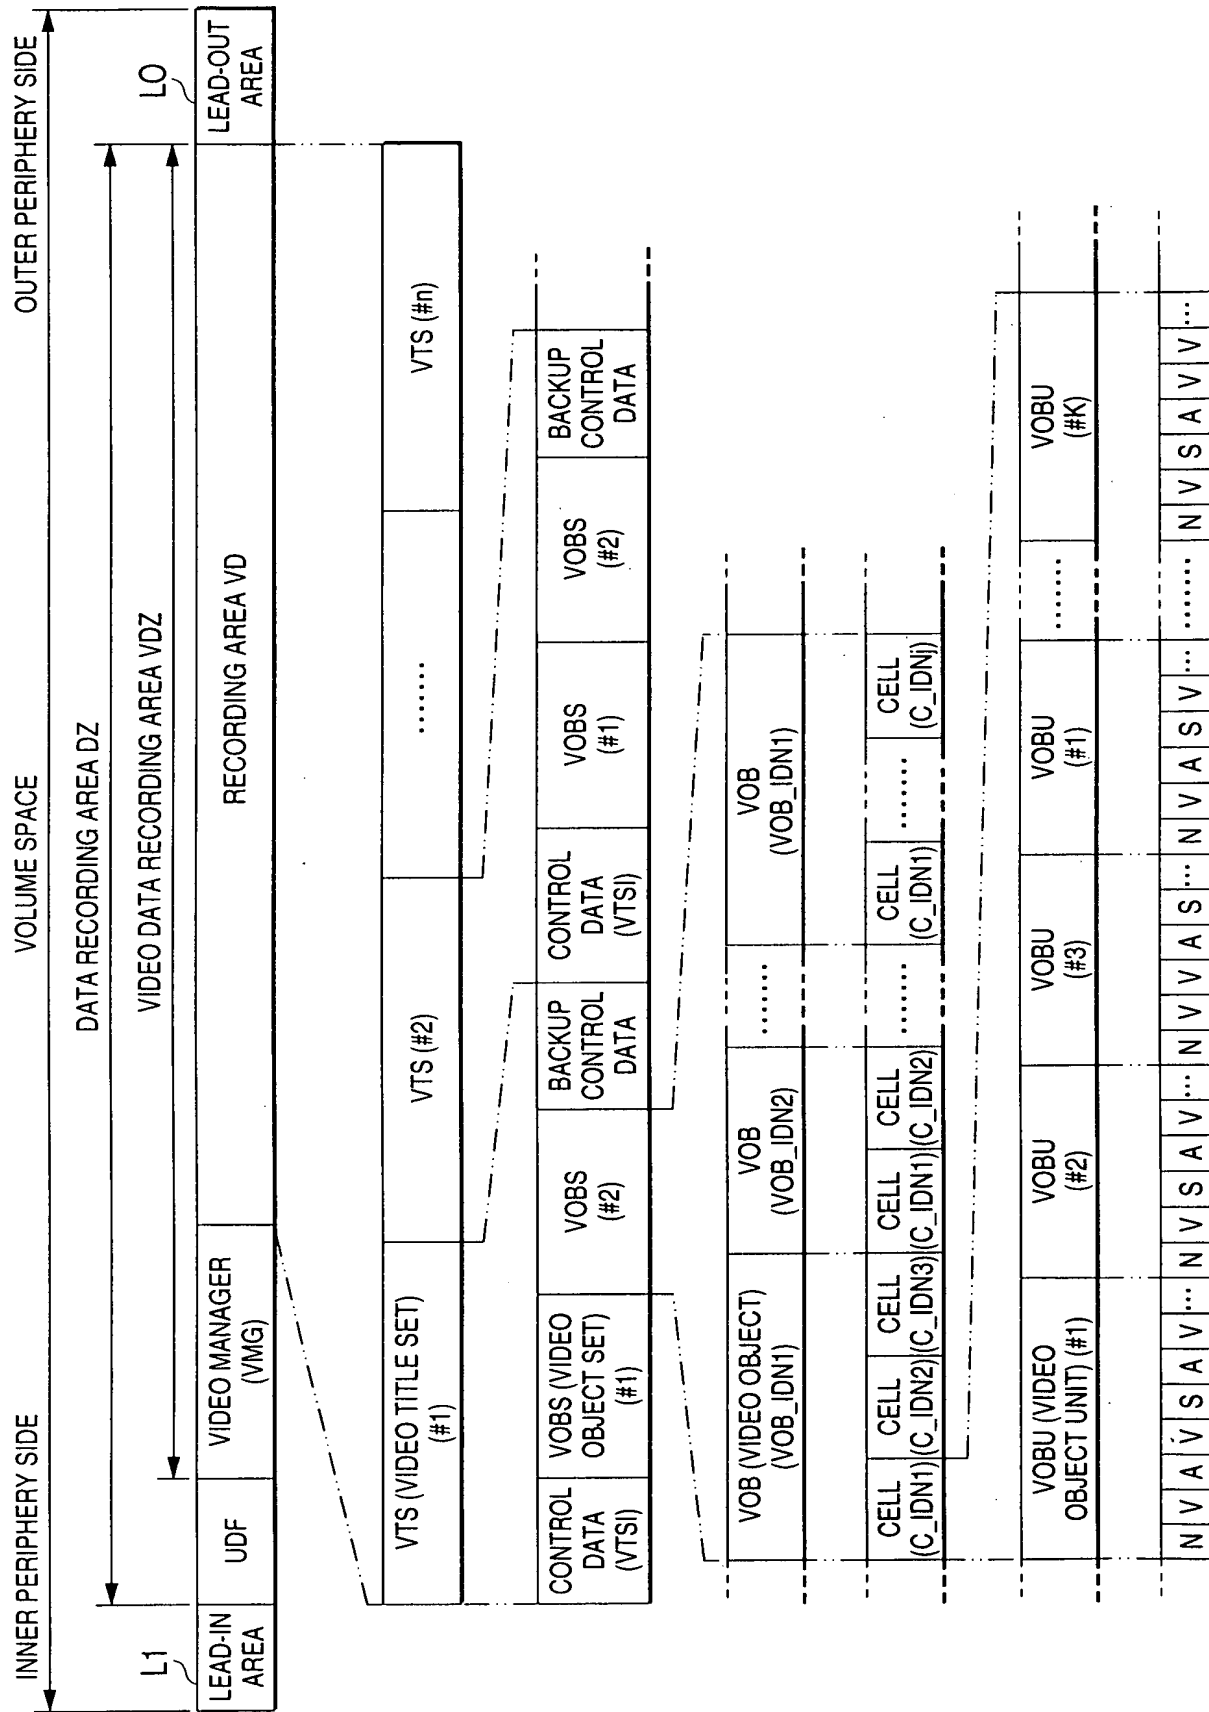 VOLUME SPACE
INNER PERIPHERY SIDE
OUTER PERIPHERY SIDE
DATA RECORDING AREA DZ
VIDEO DATA RECORDING AREA VDZ
L1
LO
LEAD-IN
AREA
UDF
VIDEO MANAGER
(VMG)
RECORDING AREA VD
LEAD-OUT
AREA
VTS (VIDEO TITLE SET)
(#1)
VTS (#2)
.......
VTS (#n)
CONTROL
DATA
(VTSI)
VOBS (VIDEO
OBJECT SET)
(#1)
VOBS
(#2)
BACKUP
CONTROL
DATA
CONTROL
DATA
(VTSI)
VOBS
(#1)
VOBS
(#2)
BACKUP
CONTROL
DATA
VOB (VIDEO OBJECT)
(VOB_IDN1)
VOB
(VOB_IDN2)
.......
VOB
(VOB_IDN1)
CELL
(C_IDN1)
CELL
(C_IDN2)
CELL
(C_IDN3)
CELL
(C_IDN1)
CELL
(C_IDN2)
.......
CELL
(C_IDN1)
.......
CELL
(C_IDNj)
VOBU (VIDEO
OBJECT UNIT) (#1)
VOBU
(#2)
VOBU
(#3)
VOBU
(#1)
.......
VOBU
(#K)
N V A V S A V ... N V S A V ... N V V A S ... N V A S V ... ....... N V S A V V ...